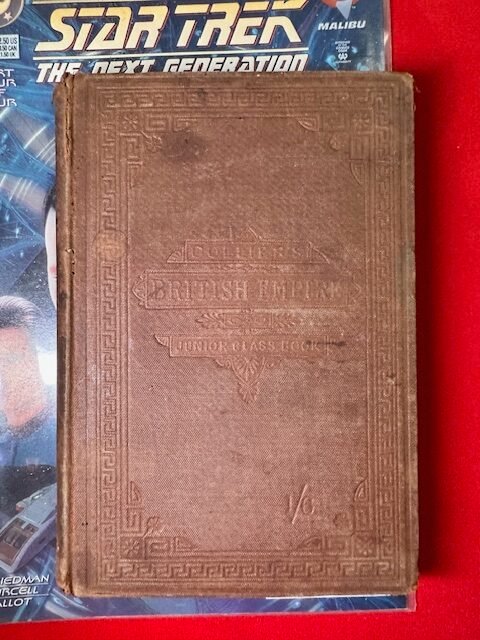 STAR TREK
THE NEXT GENERATION
MALIBU
COLLIER'S
BRITISH EMPIRE
JUNIOR CLASS BOOK
1/6